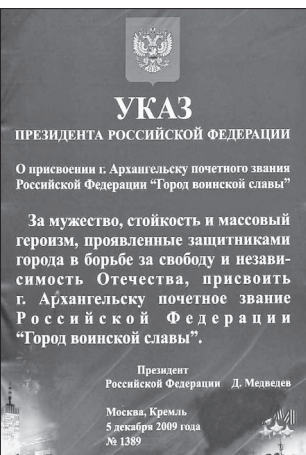 УКАЗ
ПРЕЗИДЕНТА РОССИЙСКОЙ ФЕДЕРАЦИИ
О присвоении г. Архангельску почетного звания
Российской Федерации “Город воинской славы”
За мужество, стойкость и массовый
героизм, проявленные защитниками
города в борьбе за свободу и незави-
симость Отечества, присвоить
г. Архангельску почетное звание
Российской Федерации
“Город воинской славы”.
Президент
Российской Федерации Д. Медведев
Москва, Кремль
5 декабря 2009 года
№ 1389